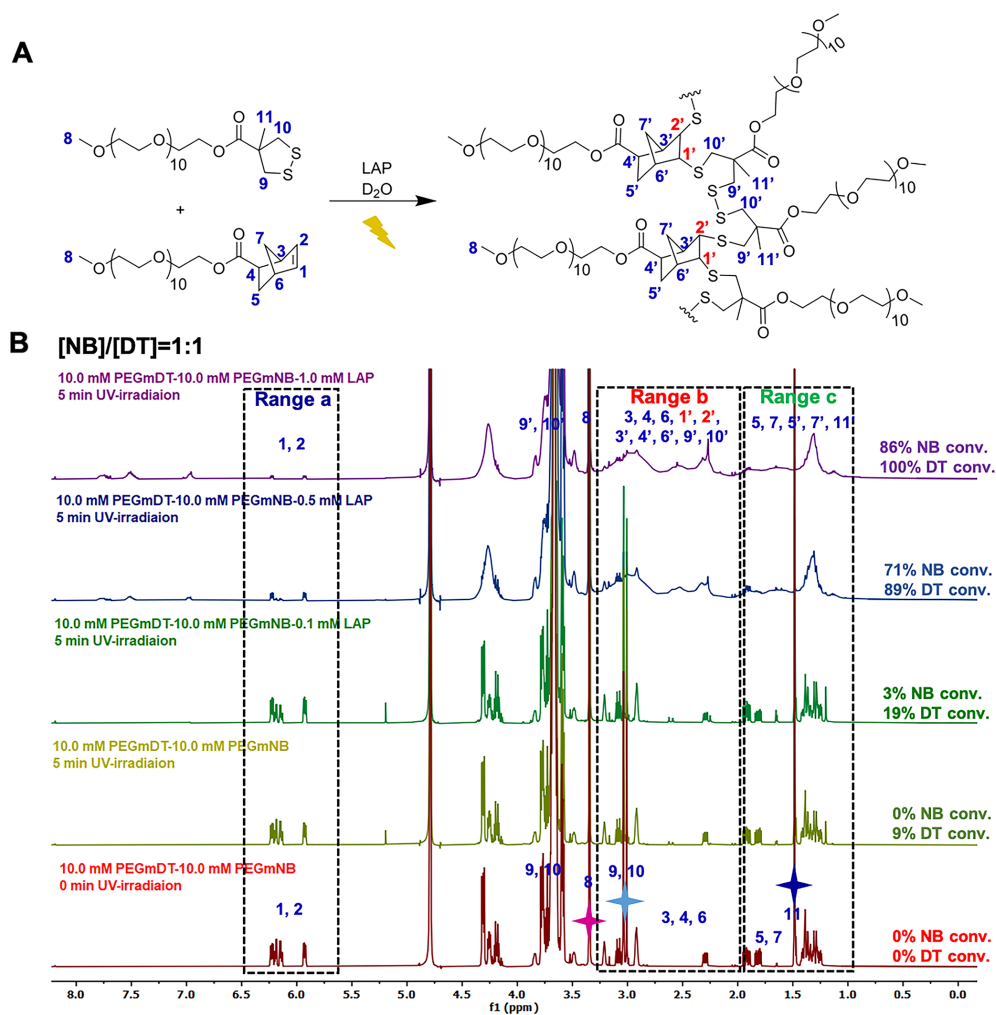 A
O
10
O
11
10
9
S
S
8
O
O
10
O
O
+
LAP
D2O
8
O
O
10
O
O
7
3
2
4
1
6
5
S
7'
2'
3'
1'
4'
6'
5'
10'
S
9'
11'
S
S
10'
7'
2'
3'
1'
4'
6'
5'
S
9'
11'
S
S
8
O
O
10
O
O
B
[NB]/[DT]=1:1
10.0 mM PEGmDT-10.0 mM PEGmNB-1.0 mM LAP
5 min UV-irradiaion
Range a
1, 2
9', 10'
8
Range b
3, 4, 6, 1', 2',
3', 4', 6', 9', 10'
Range c
5, 7, 5', 7', 11'
86% NB conv.
100% DT conv.
10.0 mM PEGmDT-10.0 mM PEGmNB-0.5 mM LAP
5 min UV-irradiaion
71% NB conv.
89% DT conv.
10.0 mM PEGmDT-10.0 mM PEGmNB-0.1 mM LAP
5 min UV-irradiaion
3% NB conv.
19% DT conv.
10.0 mM PEGmDT-10.0 mM PEGmNB
5 min UV-irradiaion
0% NB conv.
9% DT conv.
10.0 mM PEGmDT-10.0 mM PEGmNB
0 min UV-irradiaion
1, 2
9, 10
8
9, 10
3, 4, 6
11
5, 7
0% NB conv.
0% DT conv.
8.0 7.5 7.0 6.5 6.0 5.5 5.0 4.5 4.0 3.5 3.0 2.5 2.0 1.5 1.0 0.5 0.0
f1 (ppm)